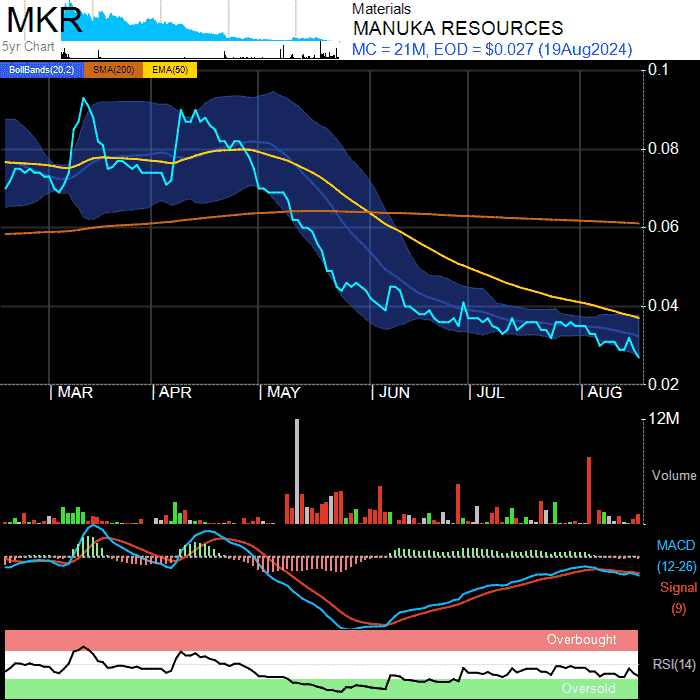 MKR
5yr Chart
Materials
MANUKA RESOURCES
MC = 21M, EOD = $0.027 (19Aug2024)
BollBands(20,2) SMA(200) EMA(50)
0.1
0.08
0.06
0.04
0.02
MAR APR MAY JUN JUL AUG
12M
Volume
MACD
(12-26)
Signal
(9)
Overbought
RSI(14)
Oversold